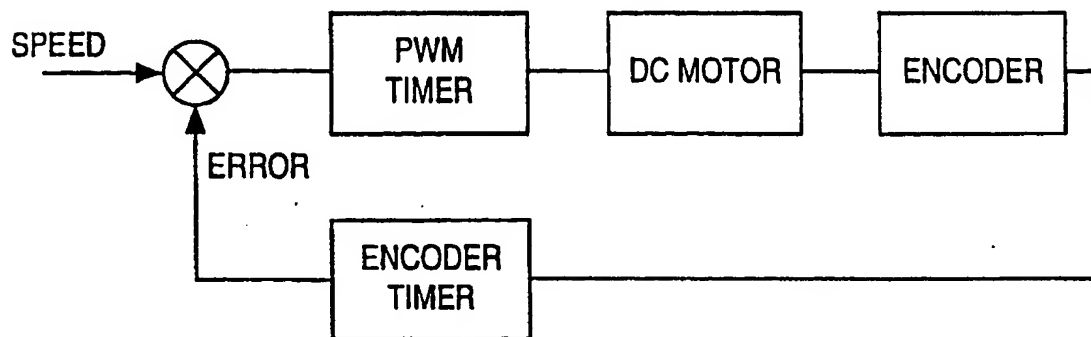 SPEED
PWM
TIMER
DC MOTOR
ENCODER
ERROR
ENCODER
TIMER